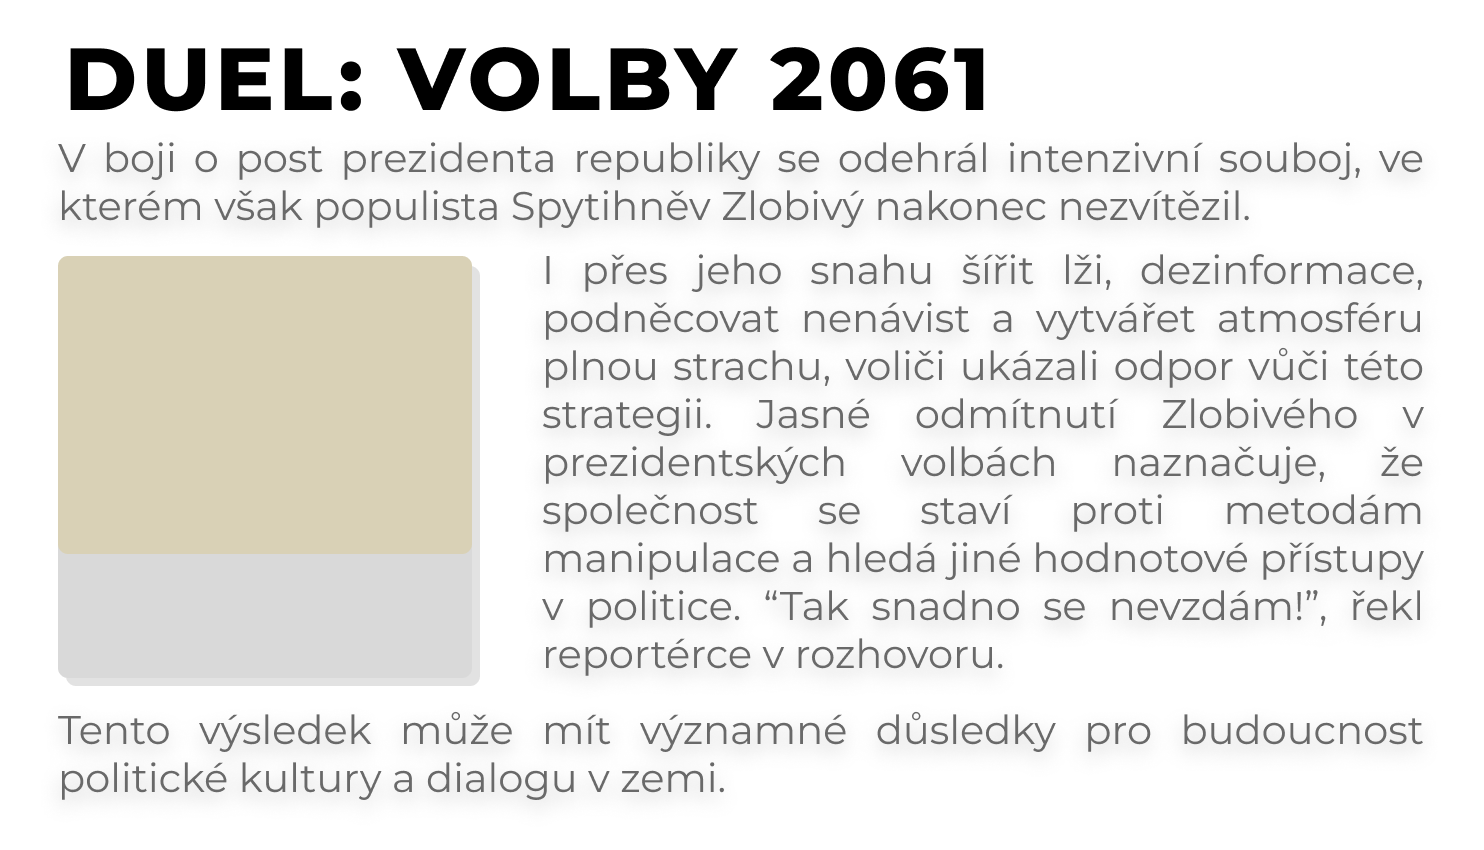 DUEL: VOLBY 2061
V boji o post prezidenta republiky se odehrál intenzivní souboj, ve
kterém však populista Spytihněv Zlobivý nakonec nezvítězil.
I přes jeho snahu šířit lži, dezinformace,
podněcovat nenávist a vytvářet atmosféru
plnou strachu, voliči ukázali odpor vůči této
strategii. Jasné odmítnutí Zlobivého v
prezidentských volbách naznačuje, že
společnost se staví proti metodám
manipulace a hledá jiné hodnotové přístupy
v politice. “Tak snadno se nevzdám!”, řekl
reportérce v rozhovoru.
Tento výsledek může mít významné důsledky pro budoucnost
politické kultury a dialogu v zemi.